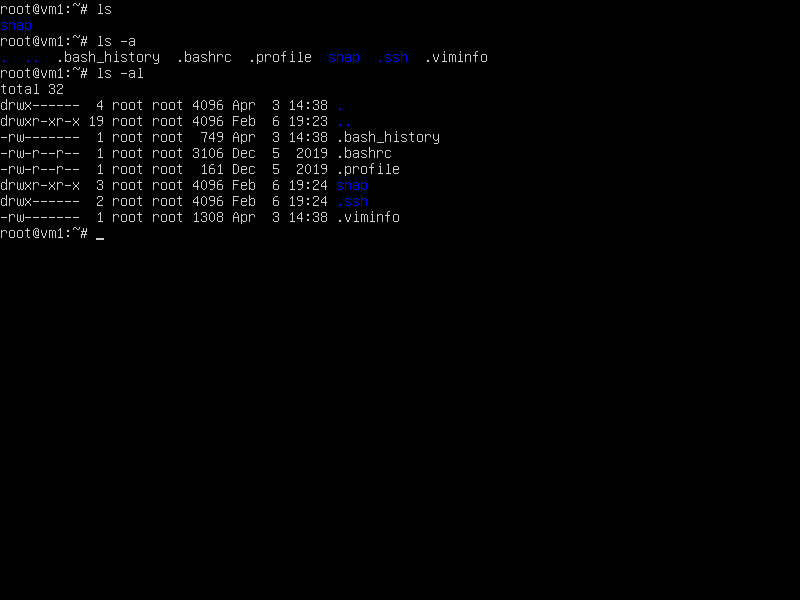 root@vm1:~# ls
snap
root@vm1:~# ls -a
.  ..  .bash_history  .bashrc  .profile  snap  .ssh  .viminfo
root@vm1:~# ls -al
total 32
drwx------  4 root root 4096 Apr  3 14:38 .
drwxr-xr-x 19 root root 4096 Feb  6 19:23 ..
-rw-------  1 root root  749 Apr  3 14:38 .bash_history
-rw-r--r--  1 root root 3106 Dec  5  2019 .bashrc
-rw-r--r--  1 root root  161 Dec  5  2019 .profile
drwxr-xr-x  3 root root 4096 Feb  6 19:24 snap
drwx------  2 root root 4096 Feb  6 19:24 .ssh
-rw-------  1 root root 1308 Apr  3 14:38 .viminfo
root@vm1:~# _